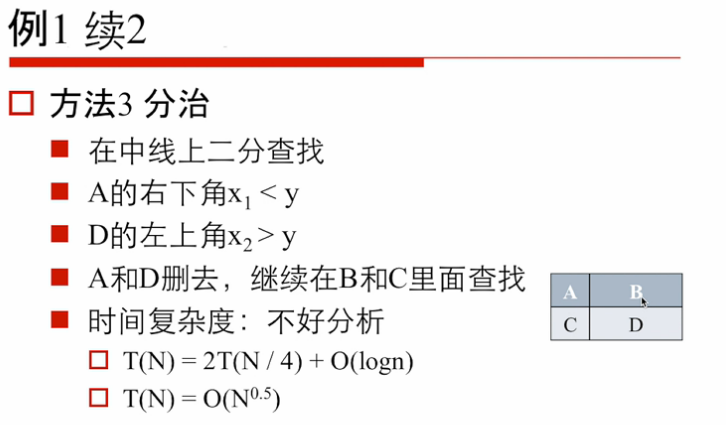 例1 续2
方法3 分治
在中线上二分查找
A的右下角x₁ < y
D的左上角x₂ > y
A和D删去，继续在B和C里面查找
时间复杂度：不好分析
T(N) = 2T(N / 4) + O(logn)
T(N) = O(N⁰·⁵)
A B
C D